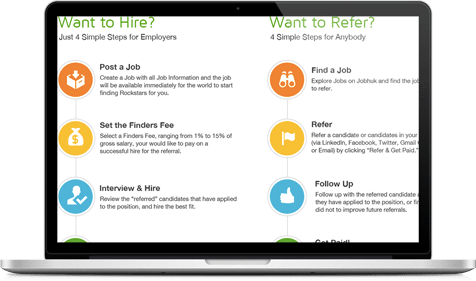 Want to Hire?
Just 4 Simple Steps for Employers
Post a Job
Create a Job with all Job Information and the job
will be available immediately for the world to start
finding Rockstars for you.
Set the Finders Fee
Select a Finders Fee, ranging from 1% to 15% of
gross salary, your would like to pay on a
successful hire for the referral.
Interview & Hire
Review the "referred" candidates that have applied
to the position, and hire the best fit.
Want to Refer?
4 Simple Steps for Anybody
Find a Job
Explore Jobs on Jobhuk and find the jo
to refer.
Refer
Refer a candidate or candidates in your
(via LinkedIn, Facebook, Twitter, Gmail
or Email) by clicking "Refer & Get Paid."
Follow Up
Follow up with the referred candidate
they have applied to the position, or fi
did not to improve future referrals.
Get Paid!